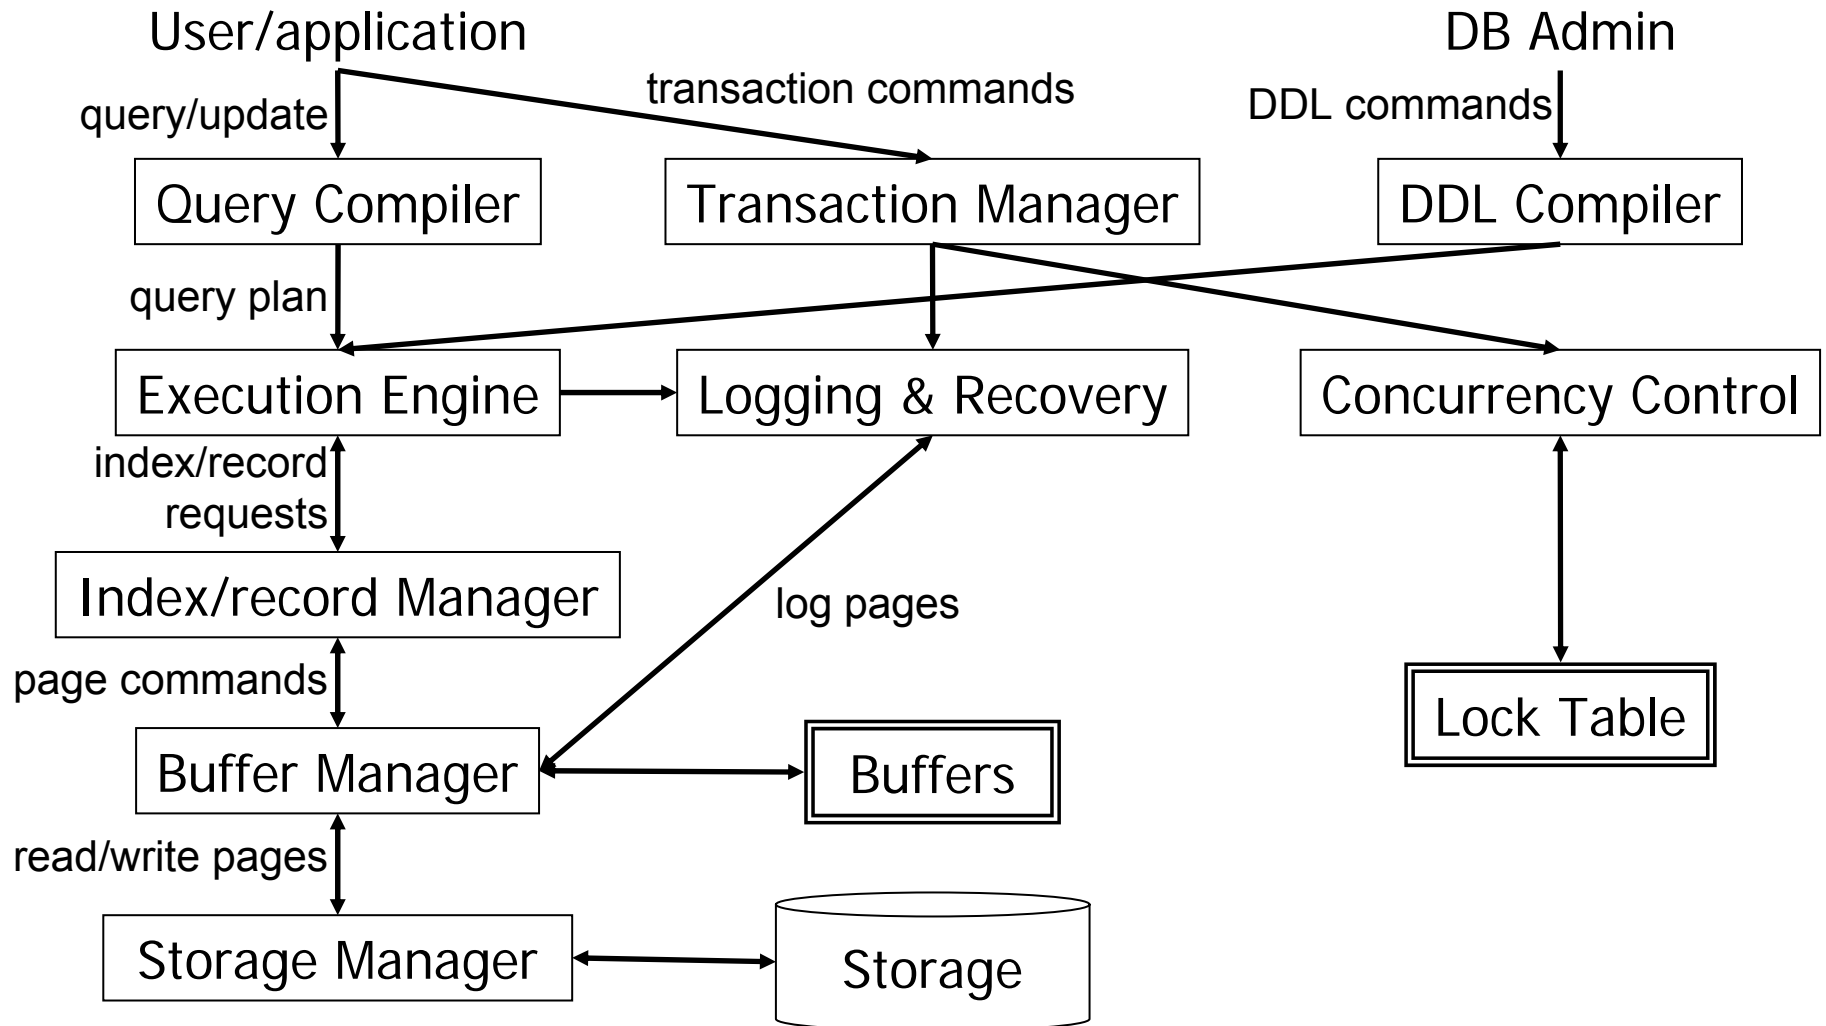 User/application
DB Admin
transaction commands
query/update
DDL commands
Query Compiler
Transaction Manager
DDL Compiler
query plan
Execution Engine
Logging & Recovery
Concurrency Control
index/record
requests
Index/record Manager
log pages
page commands
Lock Table
Buffer Manager
Buffers
read/write pages
Storage Manager
Storage